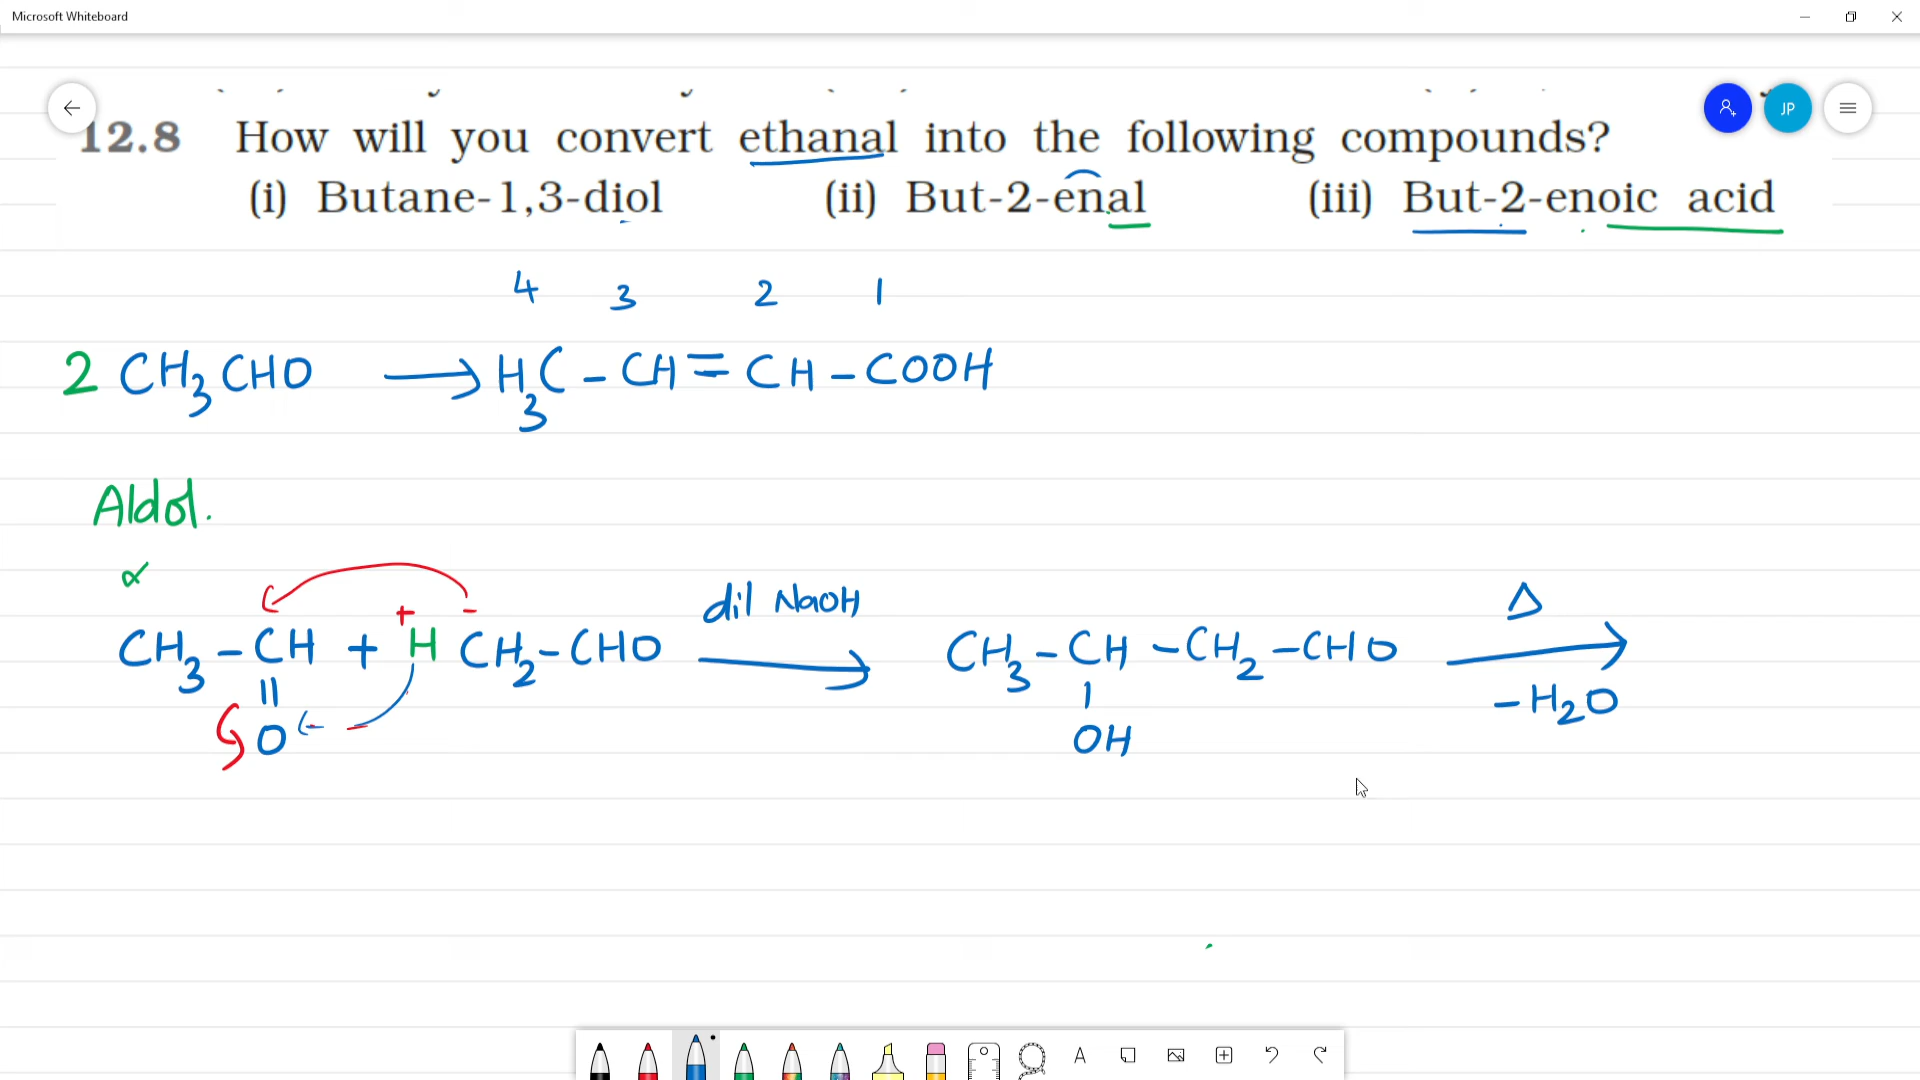 Microsoft Whiteboard
JP
12.8 How will you convert ethanal into the following compounds?
(i) Butane-1,3-diol (ii) But-2-enal (iii) But-2-enoic acid
4 3 2 1
2 CH₃CHO ⟶ H₃C – CH = CH – COOH
Aldol.
∝
+ -
dil NaOH Δ
CH₃ – CH + H CH₂ – CHO ⟶ CH₃ – CH – CH₂ – CHO ⟶
|| | – H₂O
O OH
A